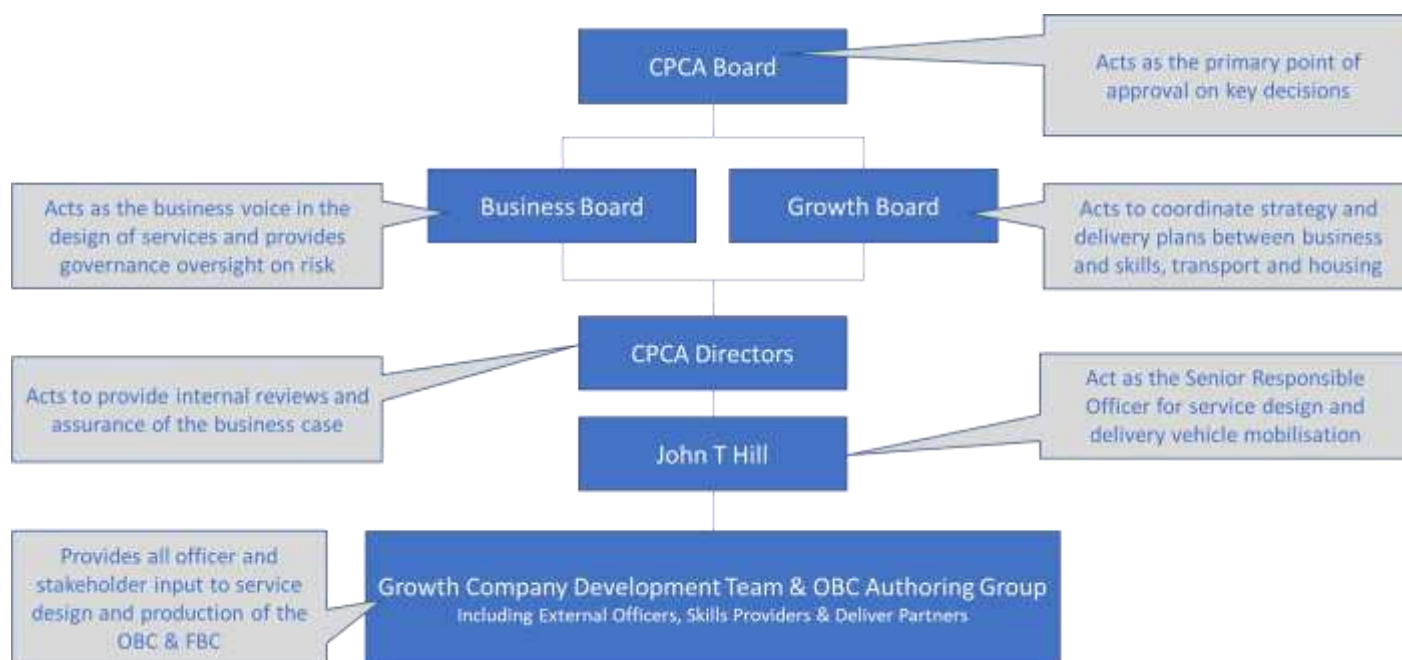 CPCA Board
Acts as the primary point of
approval on key decisions
Acts as the business voice in the
design of services and provides
governance oversight on risk
Business Board
Growth Board
Acts to coordinate strategy and
delivery plans between business
and skills, transport and housing
CPCA Directors
Acts to provide internal reviews and
assurance of the business case
Act as the Senior Responsible
Officer for service design and
delivery vehicle mobilisation
John T Hill
Provides all officer and
stakeholder input to service
design and production of the
OBC & FBC
Growth Company Development Team & OBC Authoring Group
Including External Officers, Skills Providers & Deliver Partners